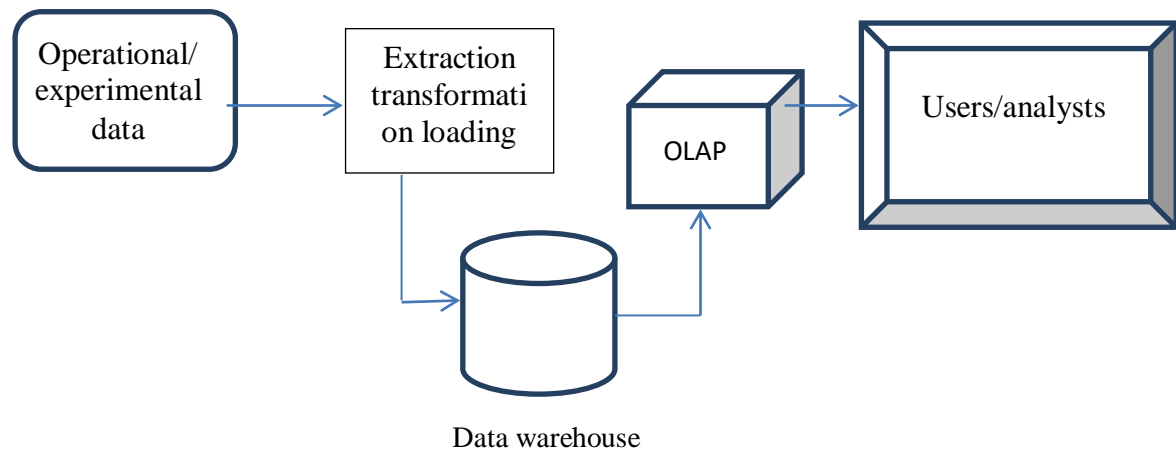 Operational/
experimental
data
Extraction
transformati
on loading
OLAP
Users/analysts
Data warehouse